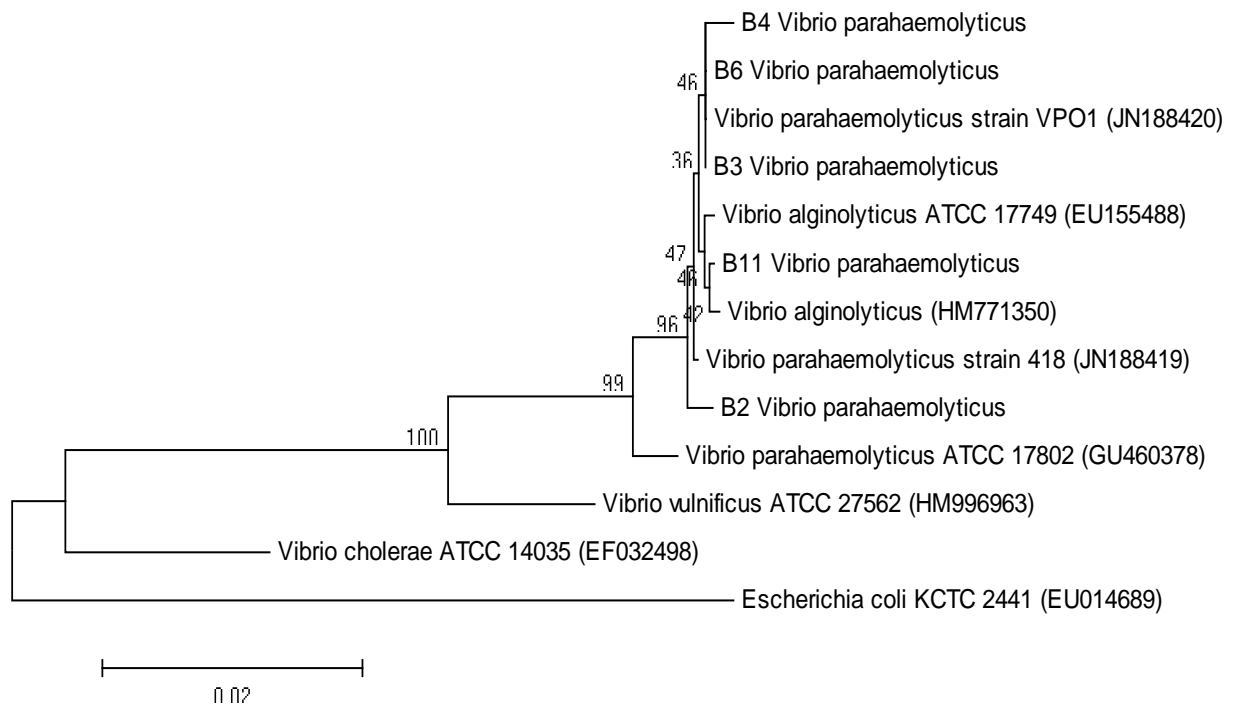 B4 Vibrio parahaemolyticus
46
B6 Vibrio parahaemolyticus
Vibrio parahaemolyticus strain VPO1 (JN188420)
36
B3 Vibrio parahaemolyticus
Vibrio alginolyticus ATCC 17749 (EU155488)
47
B11 Vibrio parahaemolyticus
46
Vibrio alginolyticus (HM771350)
42
96
Vibrio parahaemolyticus strain 418 (JN188419)
99
B2 Vibrio parahaemolyticus
100
Vibrio parahaemolyticus ATCC 17802 (GU460378)
Vibrio vulnificus ATCC 27562 (HM996963)
Vibrio cholerae ATCC 14035 (EF032498)
Escherichia coli KCTC 2441 (EU014689)
0.02